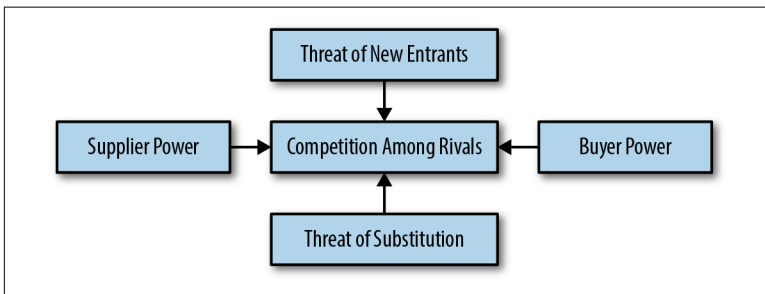 Threat of New Entrants
Supplier Power
Competition Among Rivals
Buyer Power
Threat of Substitution